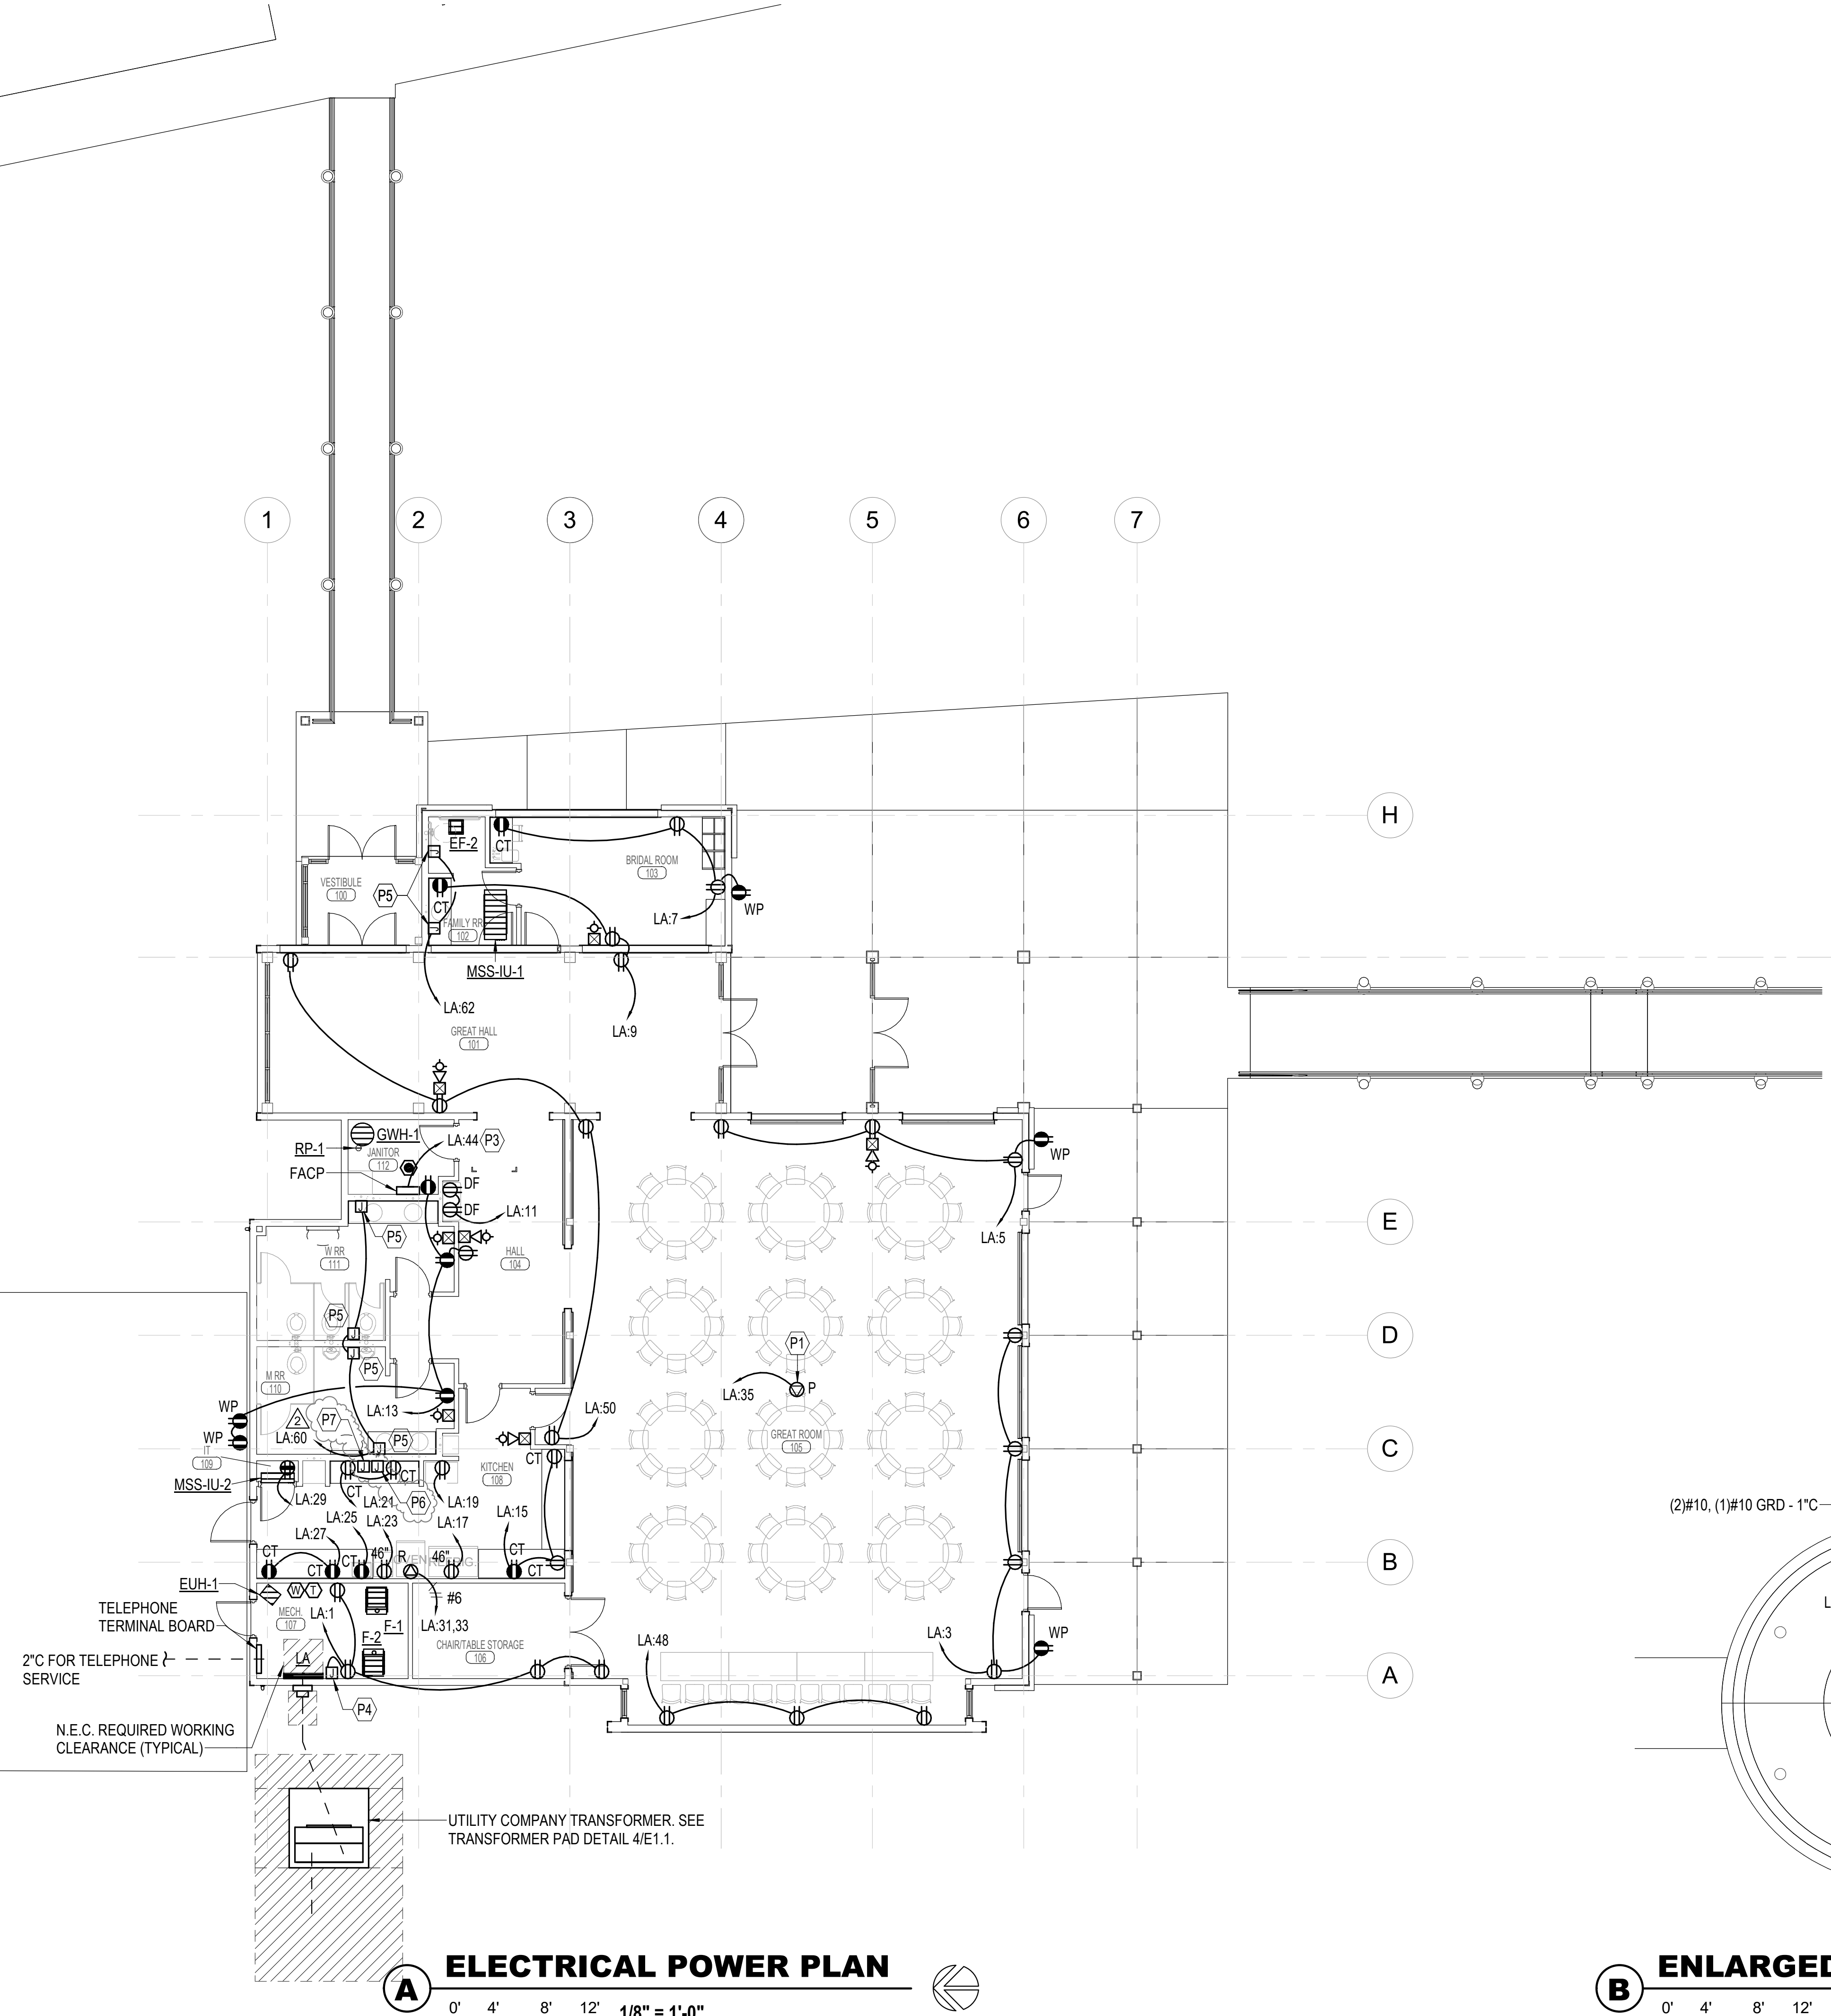 1 2 3 4 5 6 7
H
EF-2
CT
BRIDAL ROOM
103
VESTIBULE
100
P5
CT
WP
LA:7
FAMILY RR
102
MSS-IU-1
LA:62
LA:9
GREAT HALL
101
GWH-1
LA:44
P3
RP-1
JANITOR
112
WP
FACP
DF
DF
LA:11
E
P5
LA:5
W RR
111
HALL
104
P5
D
P1
P5
M RR
110
LA:35
P
WP
LA:13
LA:50
2
P7
WP
LA:60
P5
GREAT ROOM
105
C
IT
109
CT
KITCHEN
108
MSS-IU-2
CT
CT
LA:29
LA:21
P6
LA:19
(2)#10, (1)#10 GRD - 1"C
LA:25
LA:23
LA:15
LA:17
LA:27
CT
CT
46"
R
46"
CT
B
OVEN
REFRIG.
CT
CT
EUH-1
W
T
#6
TELEPHONE
TERMINAL BOARD
MECH.
107
LA:1
F-1
LA:31,33
L
F-2
CHAIR/TABLE STORAGE
106
LA:48
LA:3
WP
2"C FOR TELEPHONE
SERVICE
LA
A
P4
N.E.C. REQUIRED WORKING
CLEARANCE (TYPICAL)
UTILITY COMPANY TRANSFORMER. SEE
TRANSFORMER PAD DETAIL 4/E1.1.
A
ELECTRICAL POWER PLAN
0' 4' 8' 12' 1/8" = 1'-0"
B
ENLARGED
0' 4' 8' 12'